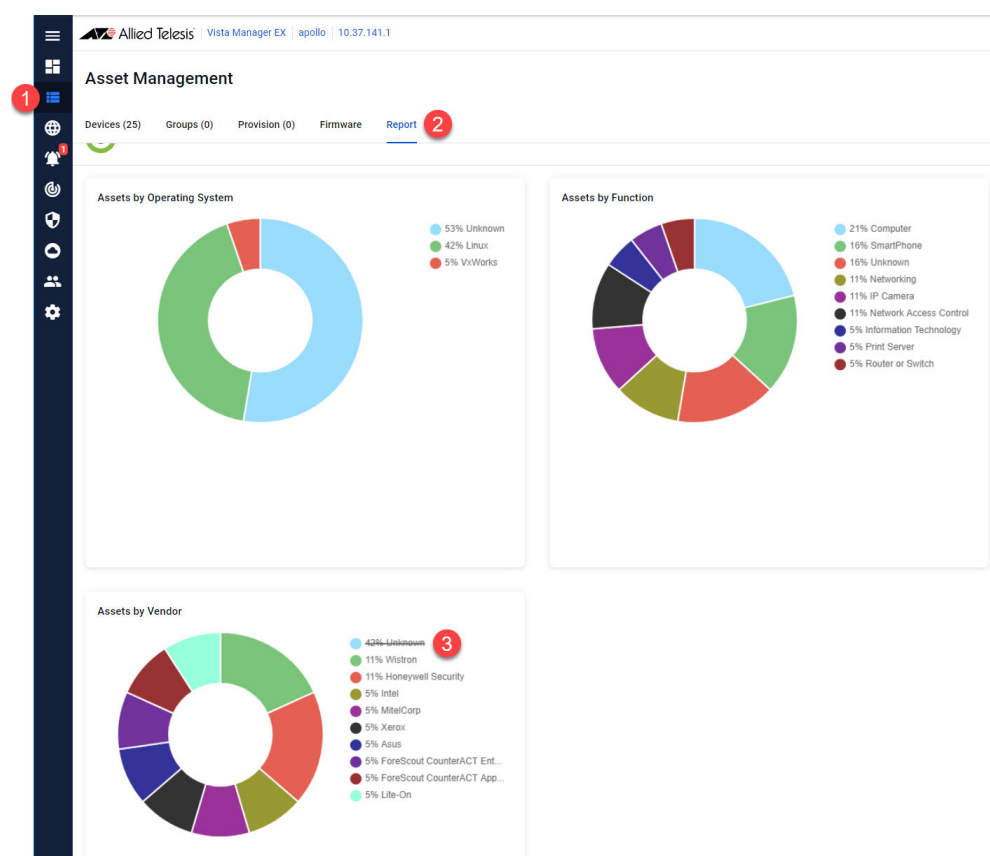 Allied Telesis Vista Manager EX apollo 10.37.141.1
Asset Management
1
Devices (25) Groups (0) Provision (0) Firmware Report 2
1
Assets by Operating System
53% Unknown
42% Linux
5% VxWorks
Assets by Function
21% Computer
16% SmartPhone
16% Unknown
11% Networking
11% IP Camera
11% Network Access Control
5% Information Technology
5% Print Server
5% Router or Switch
Assets by Vendor
42% Unknown 3
11% Wistron
11% Honeywell Security
5% Intel
5% MitelCorp
5% Xerox
5% Asus
5% ForeScout CounterACT Ent...
5% ForeScout CounterACT App...
5% Lite-On